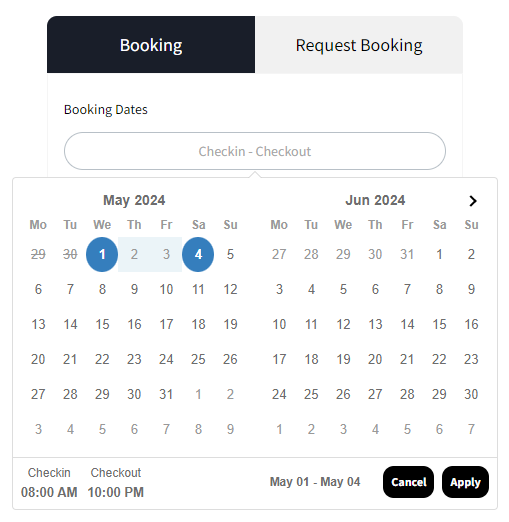 Booking Request Booking
Booking Dates
Checkin - Checkout
May 2024 Jun 2024
Mo Tu We Th Fr Sa Su Mo Tu We Th Fr Sa Su
29 30 1 2 3 4 5 27 28 29 30 31 1 2
6 7 8 9 10 11 12 3 4 5 6 7 8 9
13 14 15 16 17 18 19 10 11 12 13 14 15 16
20 21 22 23 24 25 26 17 18 19 20 21 22 23
27 28 29 30 31 1 2 24 25 26 27 28 29 30
3 4 5 6 7 8 9 1 2 3 4 5 6 7
Checkin Checkout
08:00 AM 10:00 PM May 01 - May 04 Cancel Apply